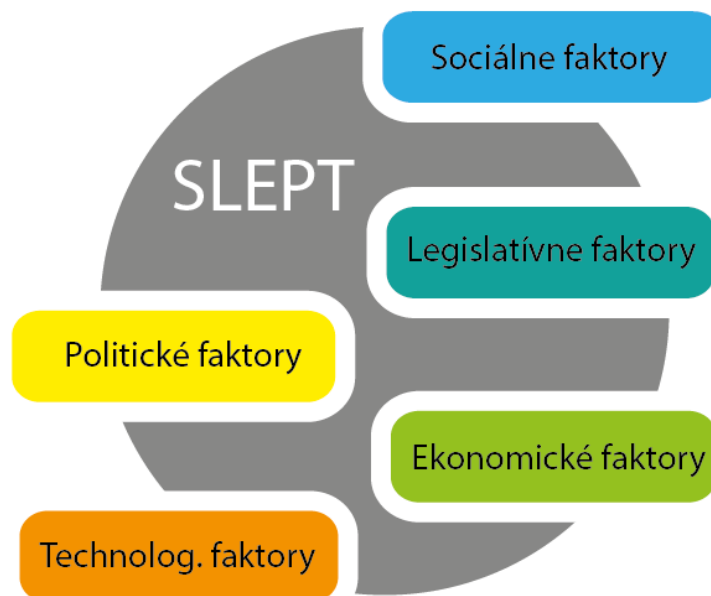 Sociálne faktory
SLEPT
Legislatívne faktory
Politické faktory
Ekonomické faktory
Technolog. faktory